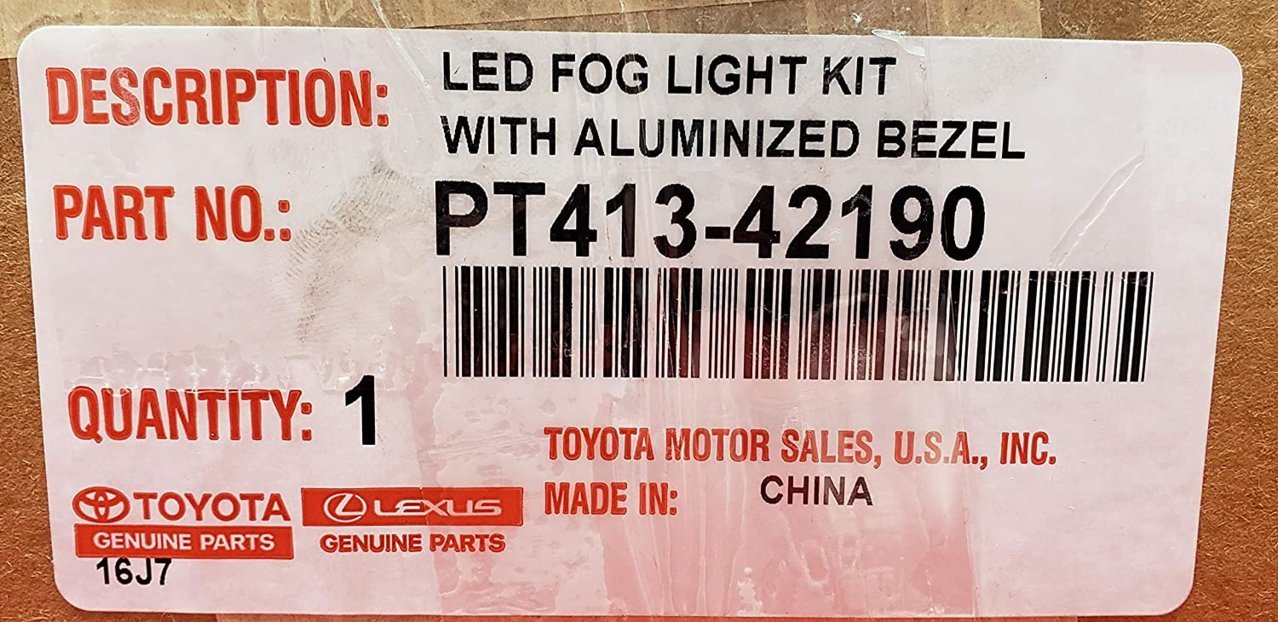 DESCRIPTION: LED FOG LIGHT KIT
WITH ALUMINIZED BEZEL
PART NO.: PT413-42190
QUANTITY: 1
TOYOTA MOTOR SALES, U.S.A., INC.
MADE IN: CHINA
TOYOTA
GENUINE PARTS
LEXUS
GENUINE PARTS
16J7